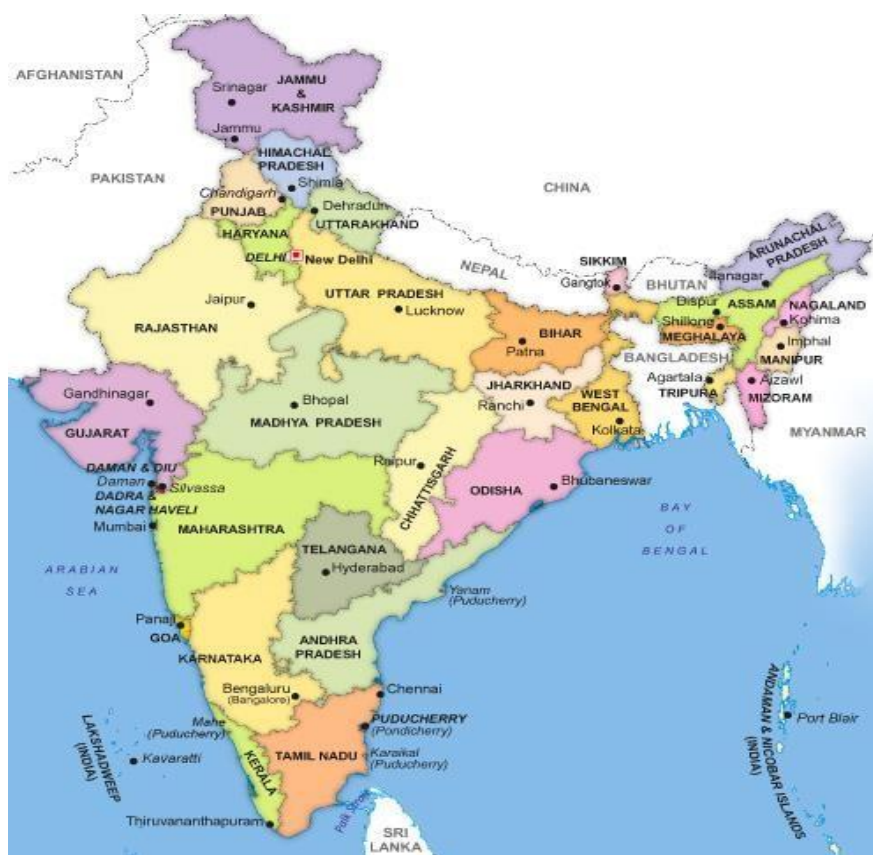 AFGHANISTAN
Srinagar
JAMMU
&
KASHMIR
Jammu
HIMACHAL
PRADESH
PAKISTAN
Shimla
CHINA
Chandigarh
PUNJAB
Dehradun
UTTARAKHAND
HARYANA
DELHI
New Delhi
NEPAL
SIKKIM
Gangtok
BHUTAN
ARUNACHAL
PRADESH
Itanagar
Jaipur
RAJASTHAN
UTTAR PRADESH
Lucknow
BIHAR
Patna
Dispur
ASSAM
NAGALAND
Shillong
Kohima
MEGHALAYA
Imphal
BANGLADESH
MANIPUR
Gandhinagar
GUJARAT
Bhopal
MADHYA PRADESH
JHARKHAND
Ranchi
WEST
BENGAL
Kolkata
Agartala
TRIPURA
Aizawl
MIZORAM
MYANMAR
DAMAN & DIU
Daman
Silvassa
DADRA &
NAGAR HAVELI
Mumbai
MAHARASHTRA
Raipur
CHHATTISGARH
ODISHA
Bhubaneswar
BAY
OF
BENGAL
ARABIAN
SEA
TELANGANA
Hyderabad
Yanam
(Puducherry)
Panaji
GOA
KARNATAKA
ANDHRA
PRADESH
Bengaluru
(Bangalore)
Chennai
Mahe
(Puducherry)
PUDUCHERRY
(Pondicherry)
LAKSHADWEEP
(INDIA)
Kavaratti
KERALA
TAMIL NADU
Karaikal
(Puducherry)
ANDAMAN & NICOBAR ISLANDS
(INDIA)
Port Blair
Thiruvananthapuram
Palk Strait
SRI
LANKA